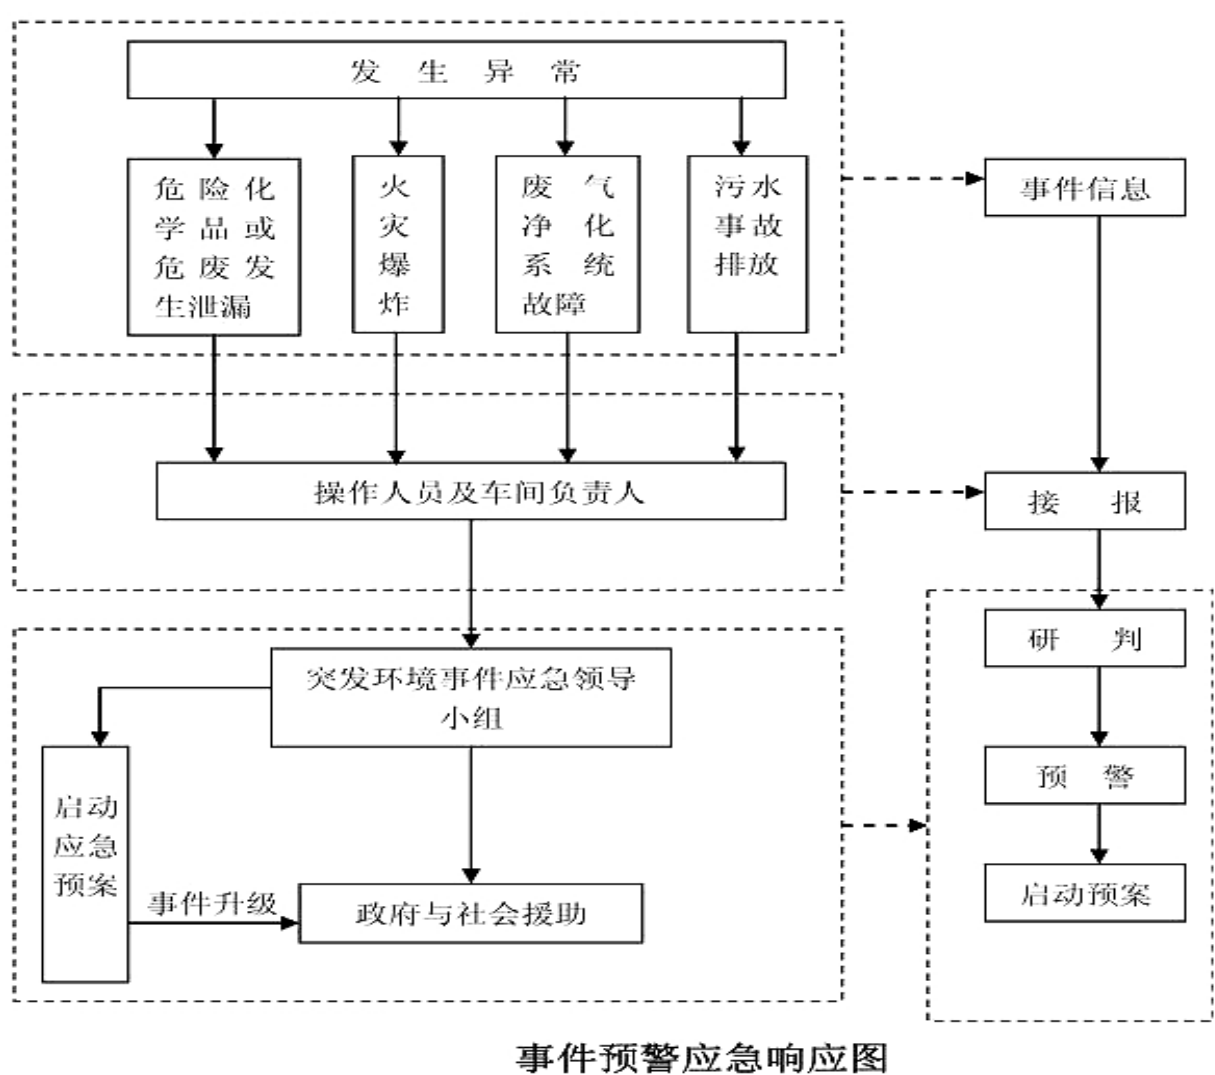 发生异常
危险化
学品或
危废发
生泄漏
火
灾
爆
炸
废气
净化
系统
故障
污水
事故
排放
事件信息
操作人员及车间负责人
接报
突发环境事件应急领导
小组
研判
启动
应急
预案
事件升级
政府与社会援助
预警
启动预案
事件预警应急响应图